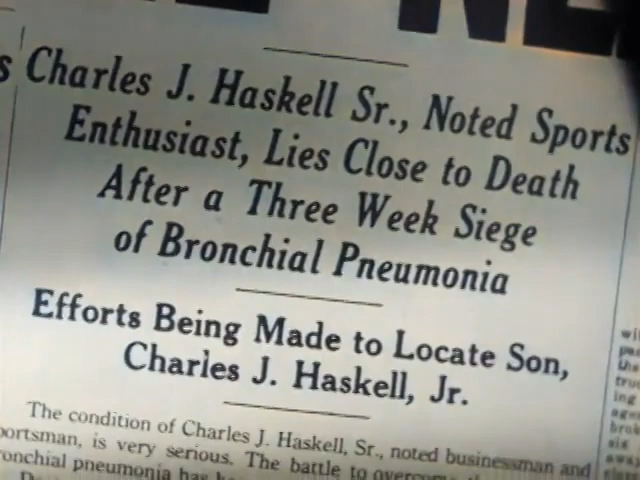 s Charles J. Haskell Sr., Noted Sports
Enthusiast, Lies Close to Death
After a Three Week Siege
of Bronchial Pneumonia
Efforts Being Made to Locate Son,
Charles J. Haskell, Jr.
The condition of Charles J. Haskell, Sr., noted businessman and
portsman, is very serious. The battle to overcome
ronchial pneumonia has